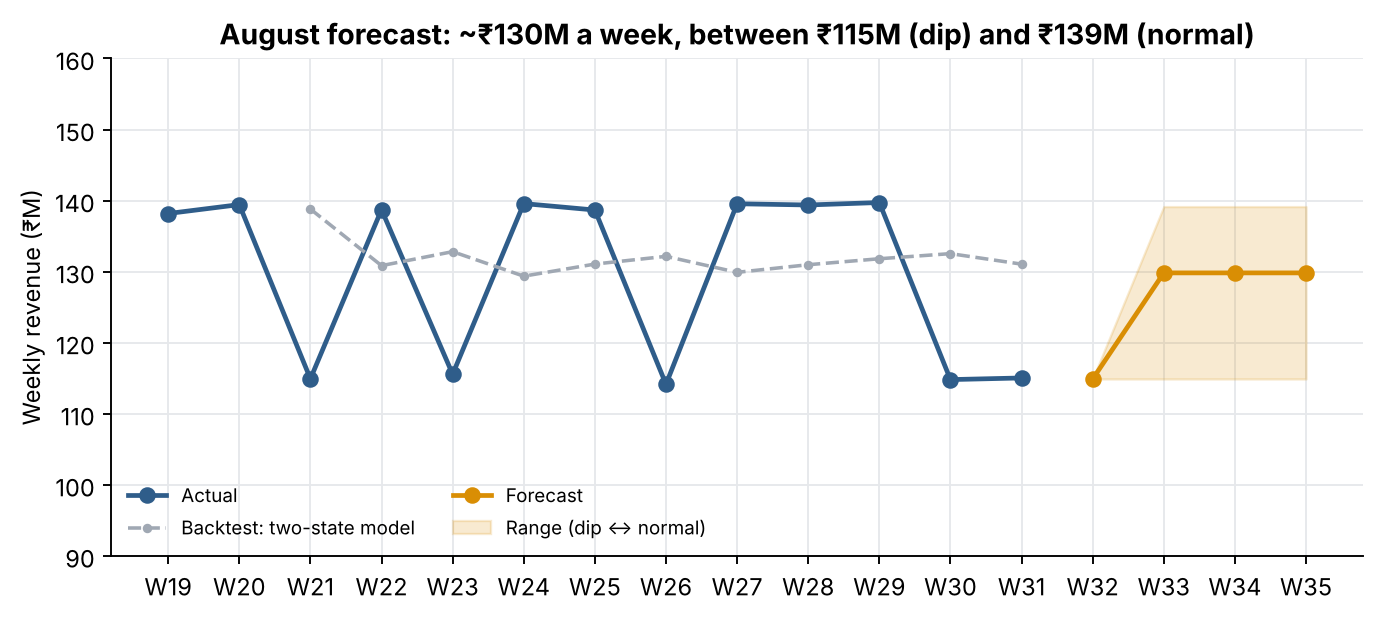 August forecast: ~₹130M a week, between ₹115M (dip) and ₹139M (normal)
Weekly revenue (₹M)
160
150
140
130
120
110
100
90
Actual
Forecast
Backtest: two-state model
Range (dip ↔ normal)
W19 W20 W21 W22 W23 W24 W25 W26 W27 W28 W29 W30 W31 W32 W33 W34 W35